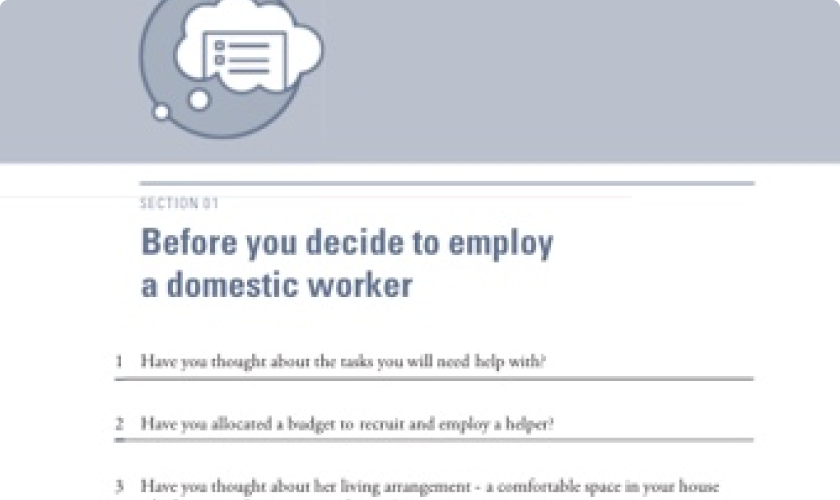 SECTION 01
Before you decide to employ
a domestic worker
1 Have you thought about the tasks you will need help with?
2 Have you allocated a budget to recruit and employ a helper?
3 Have you thought about her living arrangement - a comfortable space in your house